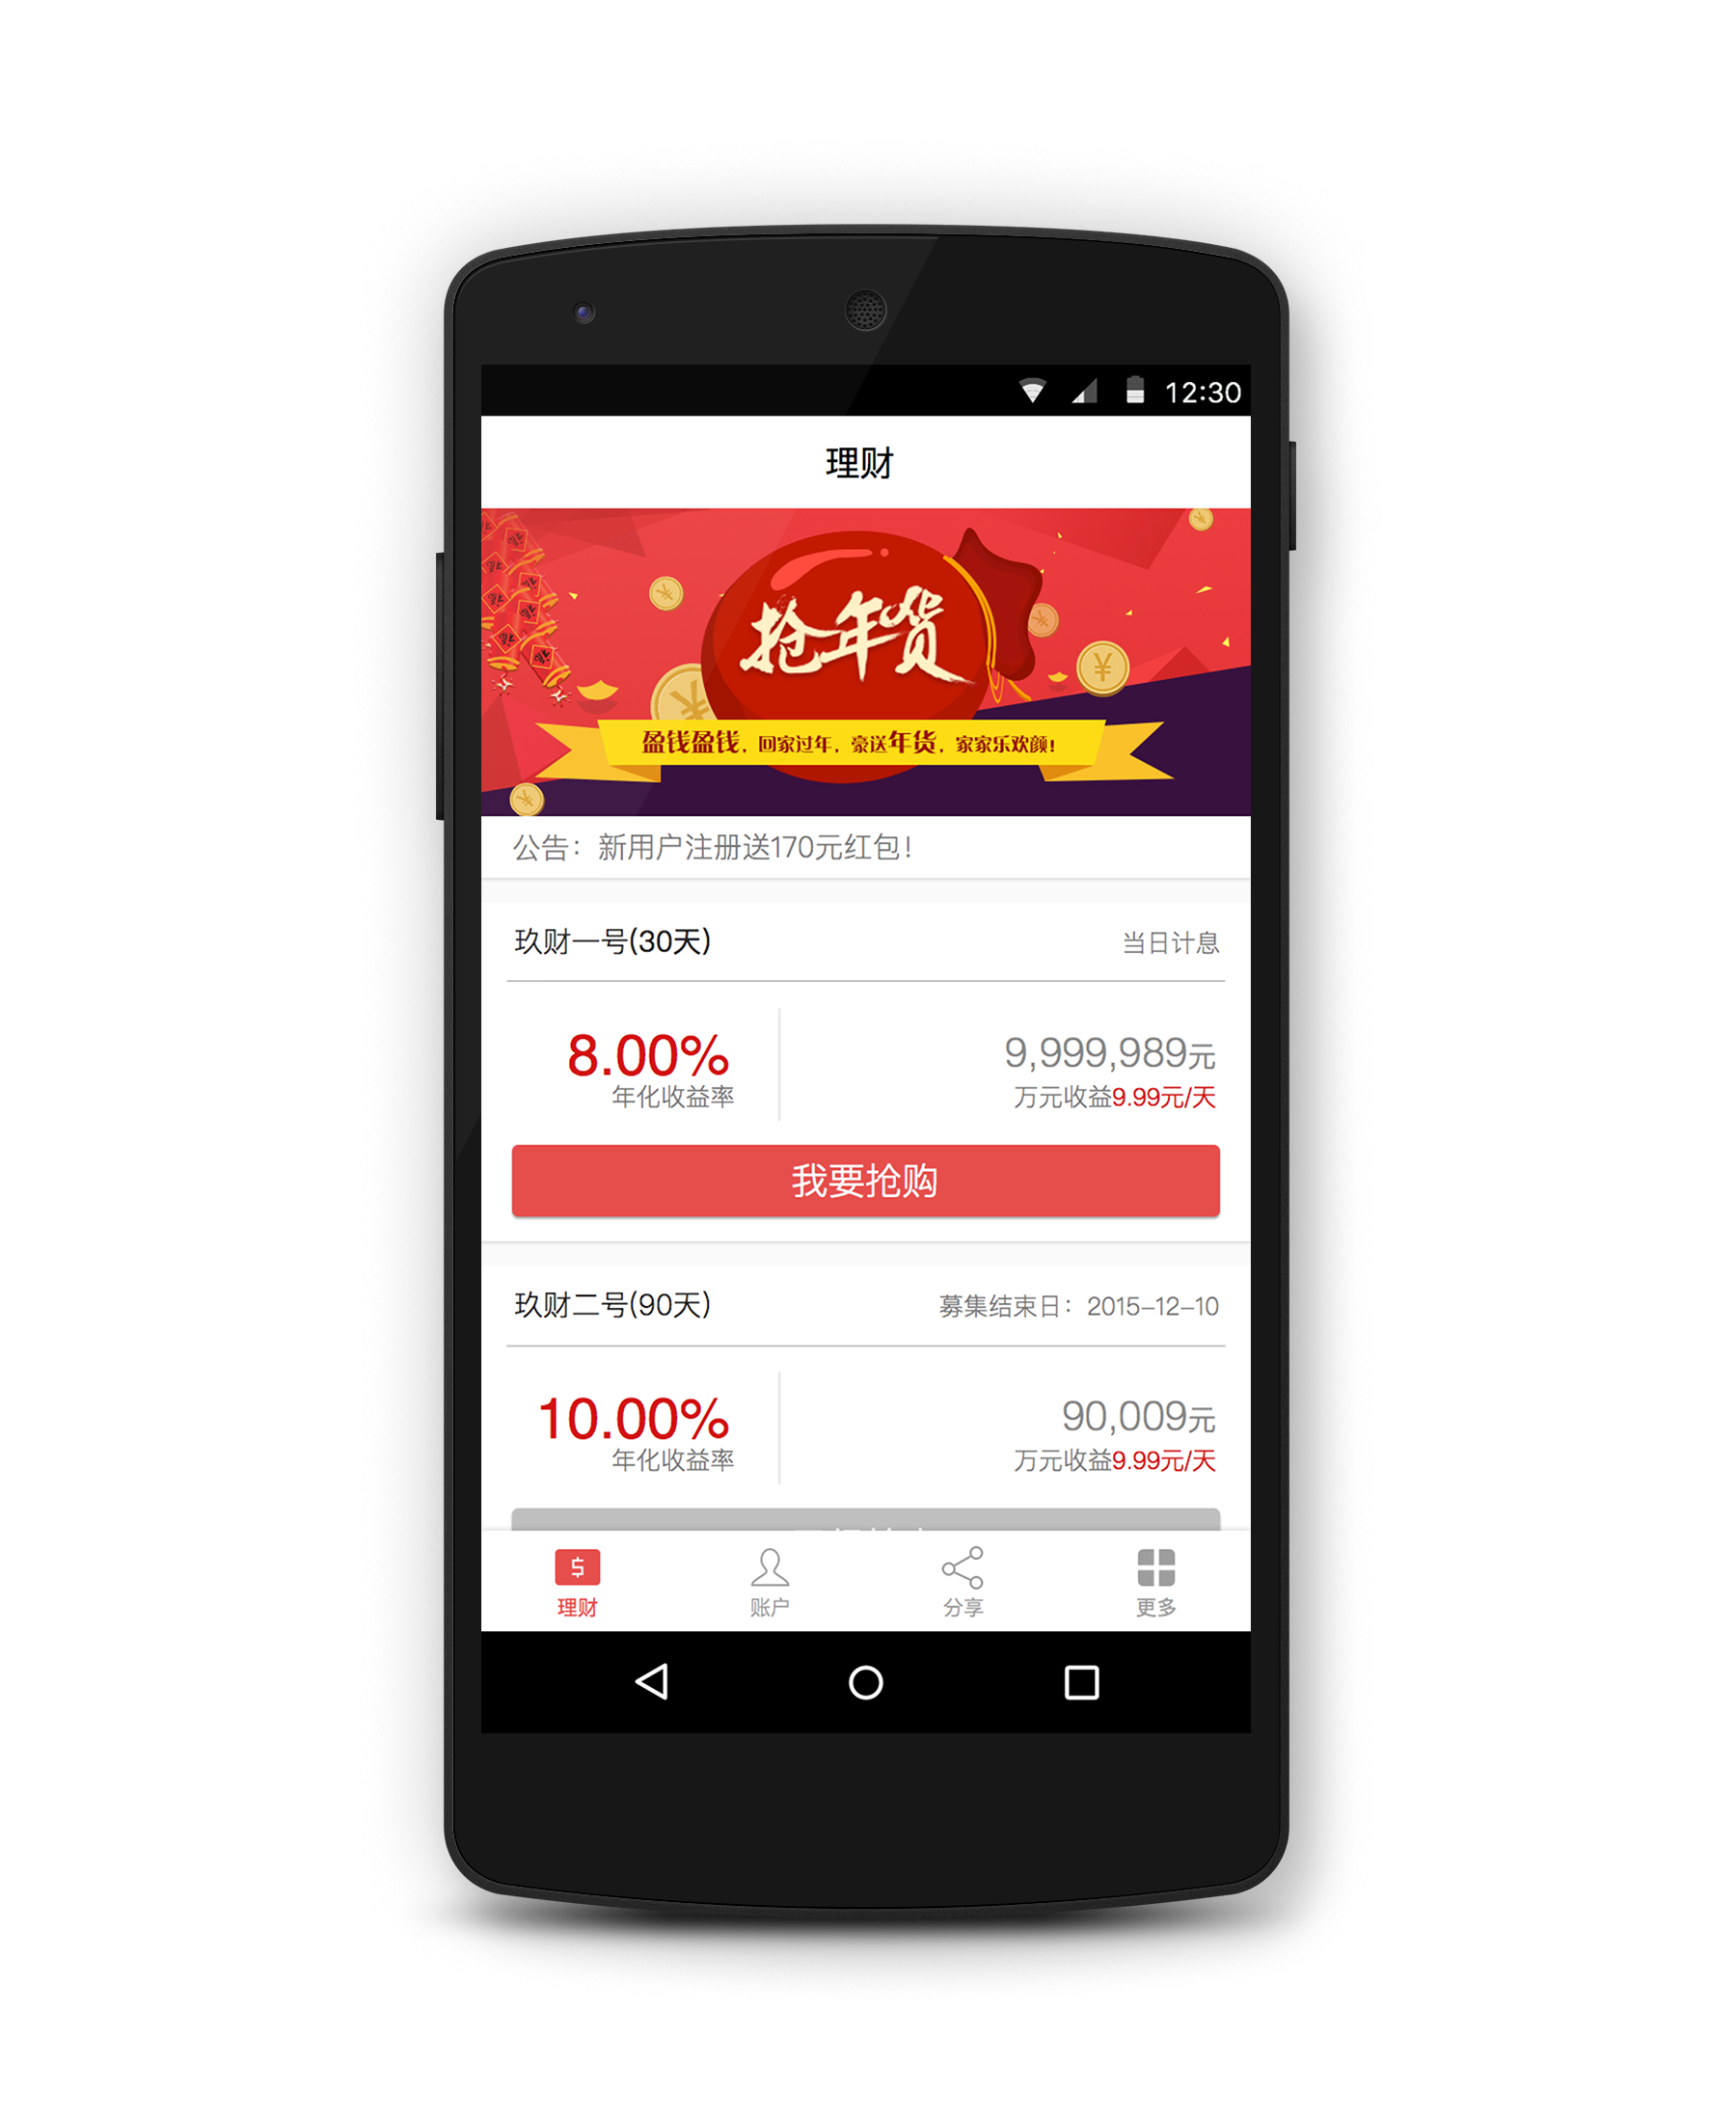 12:30
理财
抢年货
盈钱盈钱，回家过年，豪送年货，家家乐欢颜！
公告：新用户注册送170元红包！
玖财一号(30天)
当日计息
8.00%
年化收益率
9,999,989元
万元收益9.99元/天
我要抢购
玖财二号(90天)
募集结束日：2015-12-10
10.00%
年化收益率
90,009元
万元收益9.99元/天
理财
账户
分享
更多